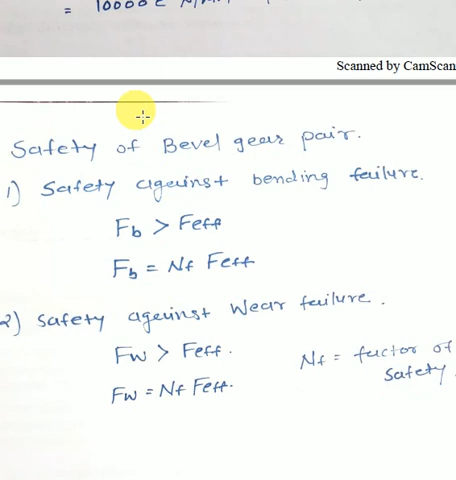 = 10000
Scanned by CamScan
Safety of Bevel gear pair.
1) Safety against bending failure.
Fb > Feff
Fb = Nf Feff
2) Safety against Wear failure.
Fw > Feff.
Nf = factor of safety.
Fw = Nf Feff.